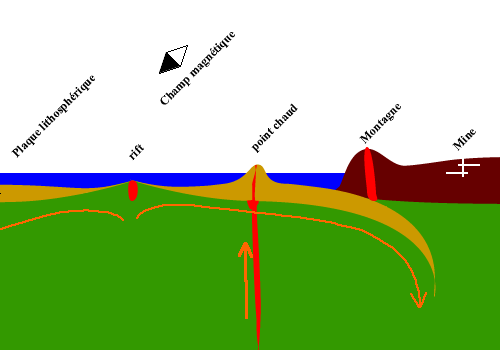 Plaque lithosphérique
rift
Champ magnétique
point chaud
Montagne
Mine